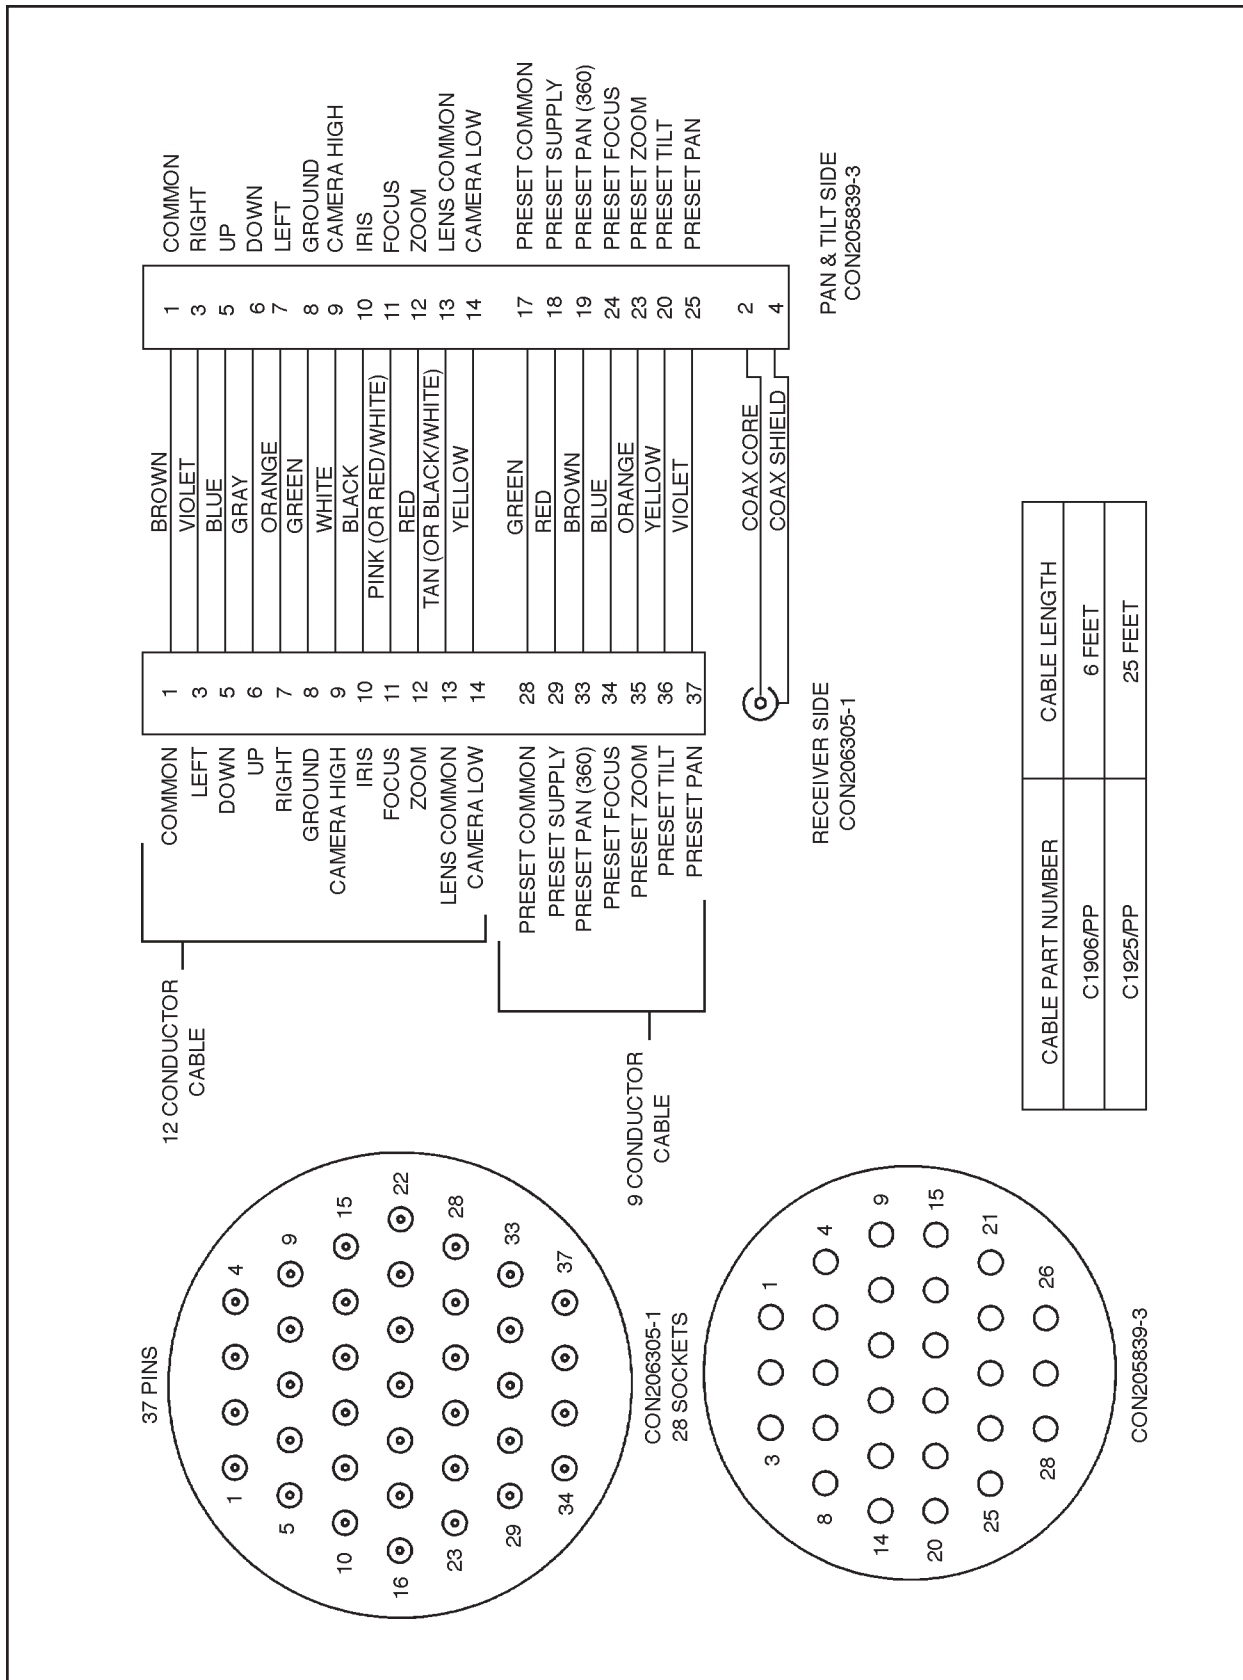 37 PINS
1
4
5
9
10
15
16
22
23
28
29
33
34
37
CON206305-1
28 SOCKETS
3
1
8
4
14
9
20
15
25
21
28
26
CON205839-3
12 CONDUCTOR
CABLE
9 CONDUCTOR
CABLE
COMMON 1 BROWN 1 COMMON
LEFT 3 VIOLET 3 RIGHT
DOWN 5 BLUE 5 UP
UP 6 GRAY 6 DOWN
RIGHT 7 ORANGE 7 LEFT
GROUND 8 GREEN 8 GROUND
CAMERA HIGH 9 WHITE 9 CAMERA HIGH
IRIS 10 BLACK 10 IRIS
FOCUS 11 PINK (OR RED/WHITE) 11 FOCUS
ZOOM 12 RED 12 ZOOM
LENS COMMON 13 TAN (OR BLACK/WHITE) 13 LENS COMMON
CAMERA LOW 14 YELLOW 14 CAMERA LOW
PRESET COMMON 28 GREEN 17 PRESET COMMON
PRESET SUPPLY 29 RED 18 PRESET SUPPLY
PRESET PAN (360) 33 BROWN 19 PRESET PAN (360)
PRESET FOCUS 34 BLUE 24 PRESET FOCUS
PRESET ZOOM 35 ORANGE 23 PRESET ZOOM
PRESET TILT 36 YELLOW 20 PRESET TILT
PRESET PAN 37 VIOLET 25 PRESET PAN
COAX CORE 2
COAX SHIELD 4
RECEIVER SIDE
CON206305-1
PAN & TILT SIDE
CON205839-3
CABLE PART NUMBER CABLE LENGTH
C1906/PP 6 FEET
C1925/PP 25 FEET